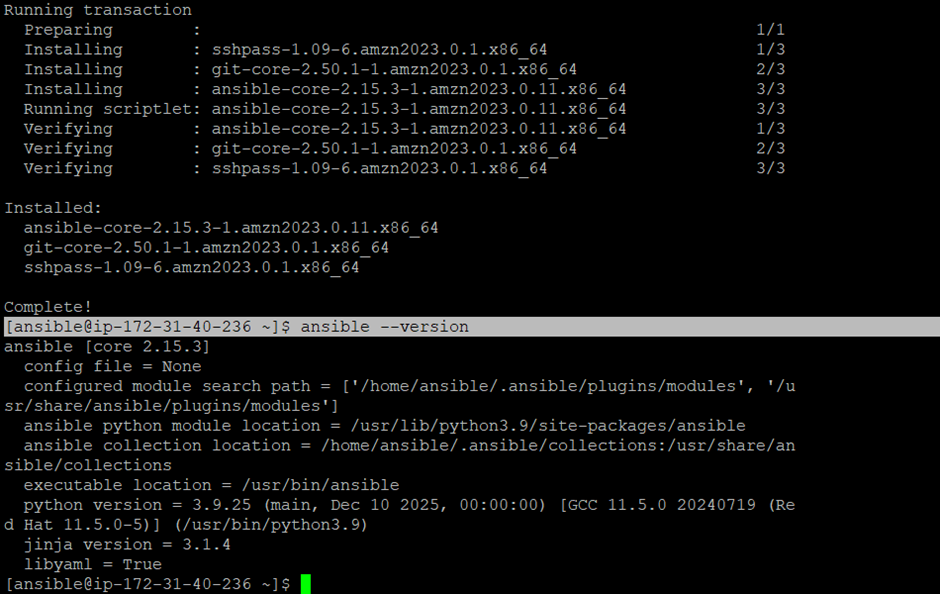 Running transaction
  Preparing        :                                                         1/1
  Installing       : sshpass-1.09-6.amzn2023.0.1.x86_64                      1/3
  Installing       : git-core-2.50.1-1.amzn2023.0.1.x86_64                   2/3
  Installing       : ansible-core-2.15.3-1.amzn2023.0.11.x86_64              3/3
  Running scriptlet: ansible-core-2.15.3-1.amzn2023.0.11.x86_64              3/3
  Verifying        : ansible-core-2.15.3-1.amzn2023.0.11.x86_64              1/3
  Verifying        : git-core-2.50.1-1.amzn2023.0.1.x86_64                   2/3
  Verifying        : sshpass-1.09-6.amzn2023.0.1.x86_64                      3/3

Installed:
  ansible-core-2.15.3-1.amzn2023.0.11.x86_64
  git-core-2.50.1-1.amzn2023.0.1.x86_64
  sshpass-1.09-6.amzn2023.0.1.x86_64

Complete!
[ansible@ip-172-31-40-236 ~]$ ansible --version
ansible [core 2.15.3]
  config file = None
  configured module search path = ['/home/ansible/.ansible/plugins/modules', '/u
sr/share/ansible/plugins/modules']
  ansible python module location = /usr/lib/python3.9/site-packages/ansible
  ansible collection location = /home/ansible/.ansible/collections:/usr/share/an
sible/collections
  executable location = /usr/bin/ansible
  python version = 3.9.25 (main, Dec 10 2025, 00:00:00) [GCC 11.5.0 20240719 (Re
d Hat 11.5.0-5)] (/usr/bin/python3.9)
  jinja version = 3.1.4
  libyaml = True
[ansible@ip-172-31-40-236 ~]$